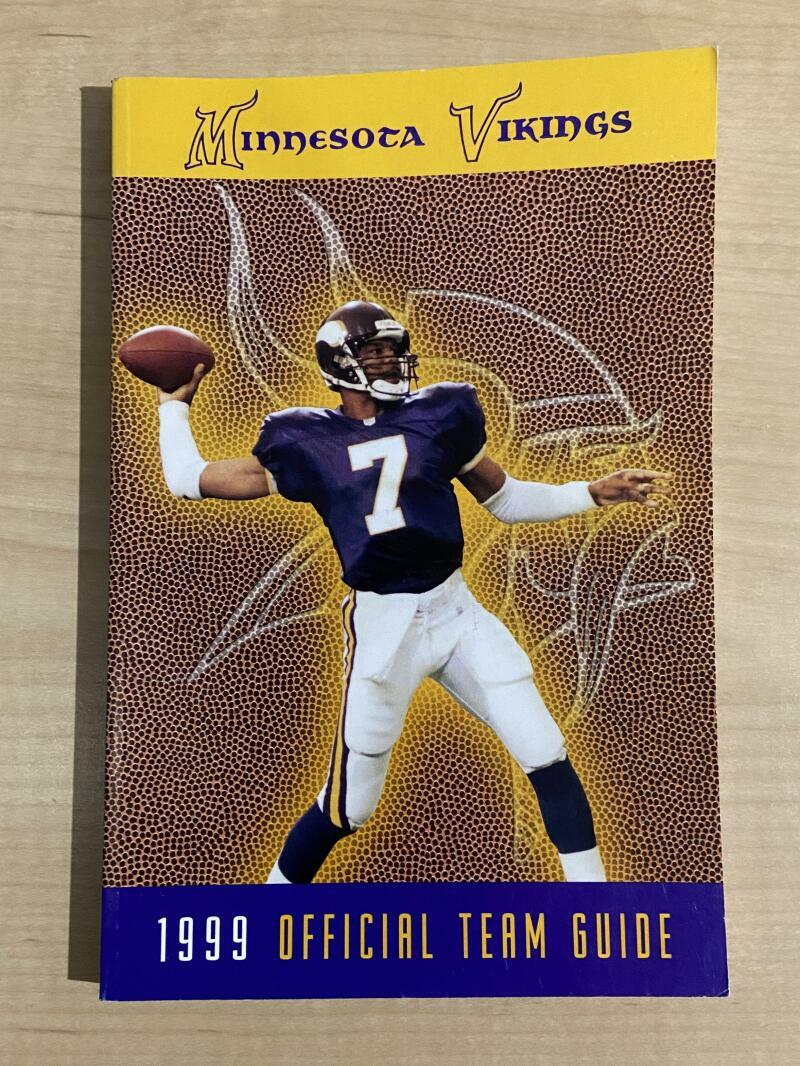 Minnesota Vikings
7
1999 OFFICIAL TEAM GUIDE